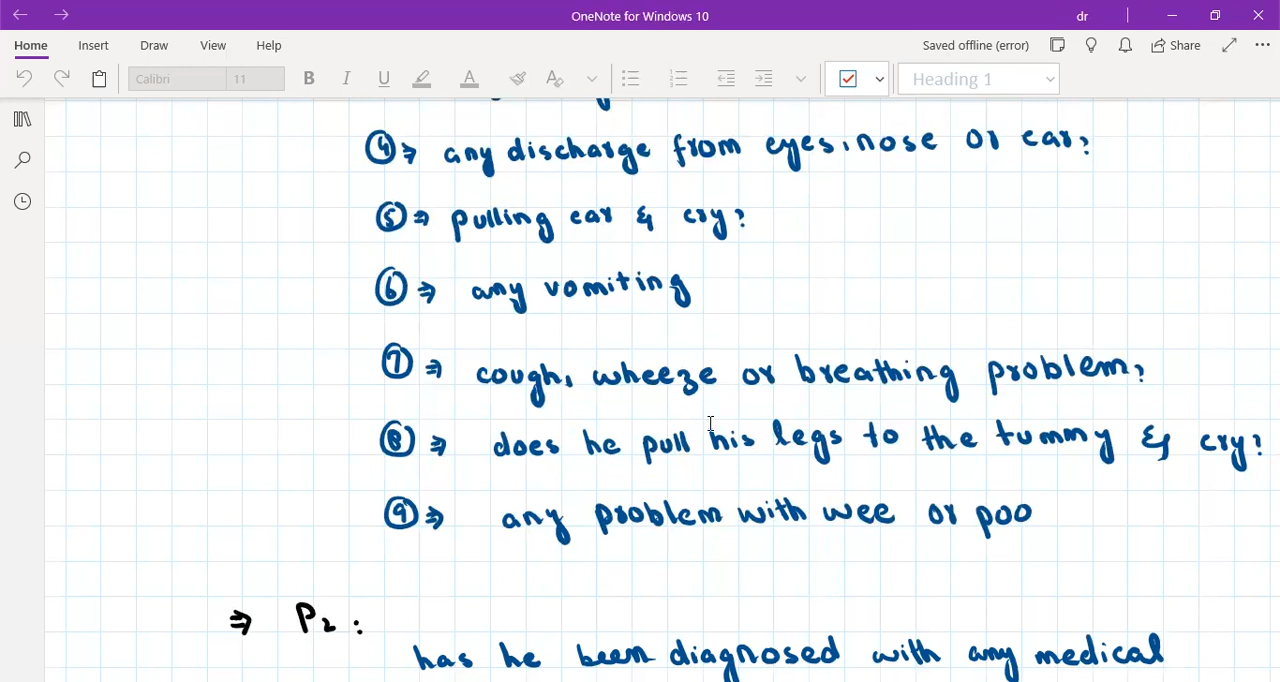 OneNote for Windows 10
dr
Home Insert Draw View Help
Saved offline (error)
Share
Calibri 11 B I U A Heading 1
④⇒ any discharge from eyes, nose or ear?
⑤⇒ pulling ear & cry?
⑥⇒ any vomiting
⑦⇒ cough, wheeze or breathing problem?
⑧⇒ does he pull his legs to the tummy & cry?
⑨⇒ any problem with wee or poo
⇒ P2:
has he been diagnosed with any medical